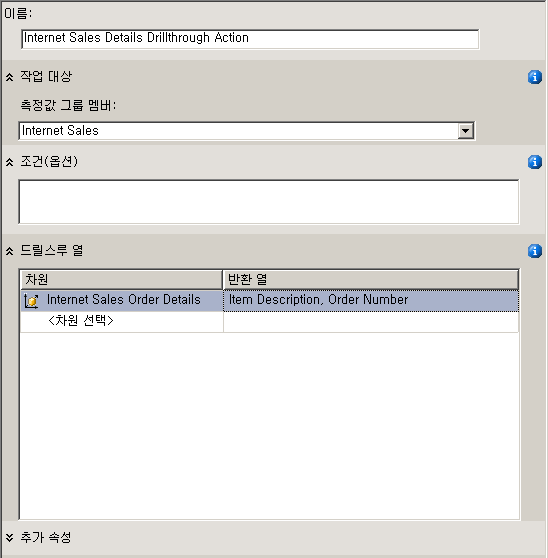 이름:
Internet Sales Details Drillthrough Action
작업 대상
측정값 그룹 멤버:
Internet Sales
조건(옵션)
드릴스루 열
차원 반환 열
Internet Sales Order Details Item Description, Order Number
<차원 선택>
추가 속성